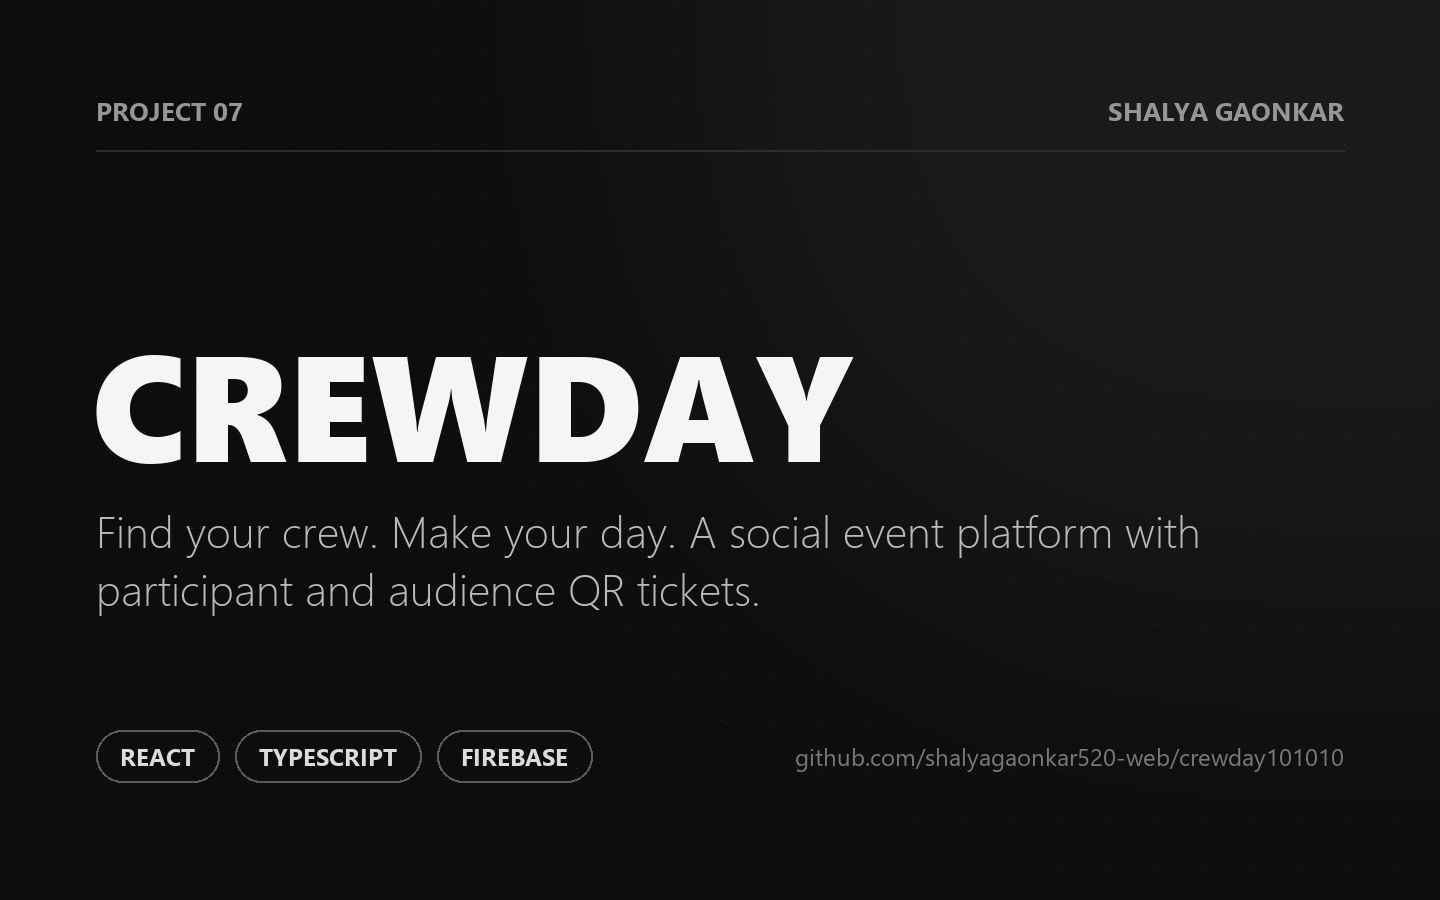 PROJECT 07
SHALYA GAONKAR
CREWDAY
Find your crew. Make your day. A social event platform with
participant and audience QR tickets.
REACT
TYPESCRIPT
FIREBASE
github.com/shalyagaonkar520-web/crewday101010